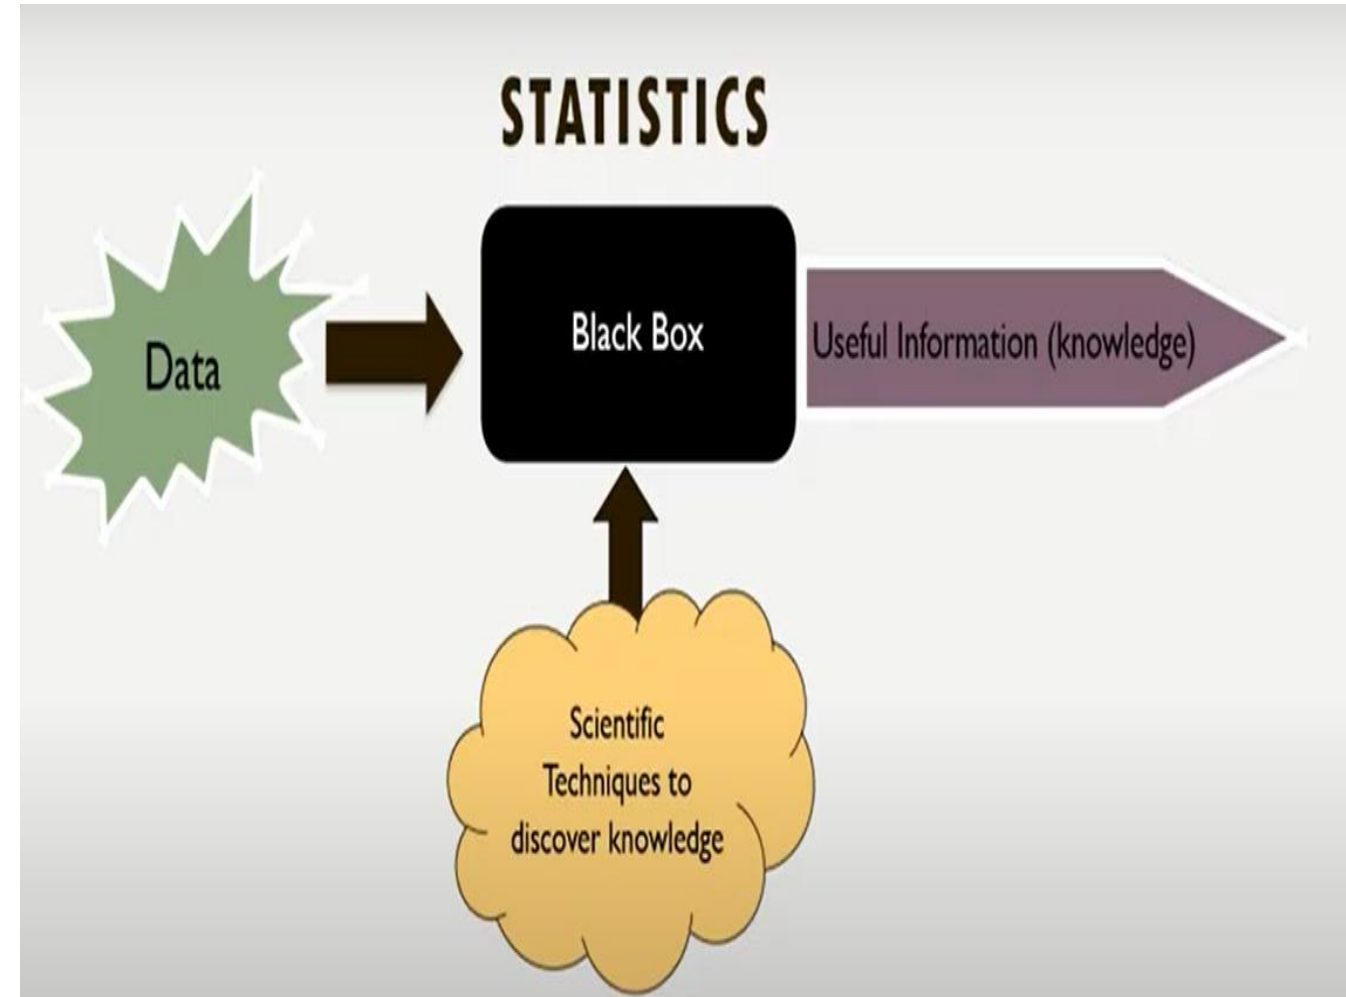 STATISTICS
Data
Black Box
Useful Information (knowledge)
Scientific
Techniques to
discover knowledge